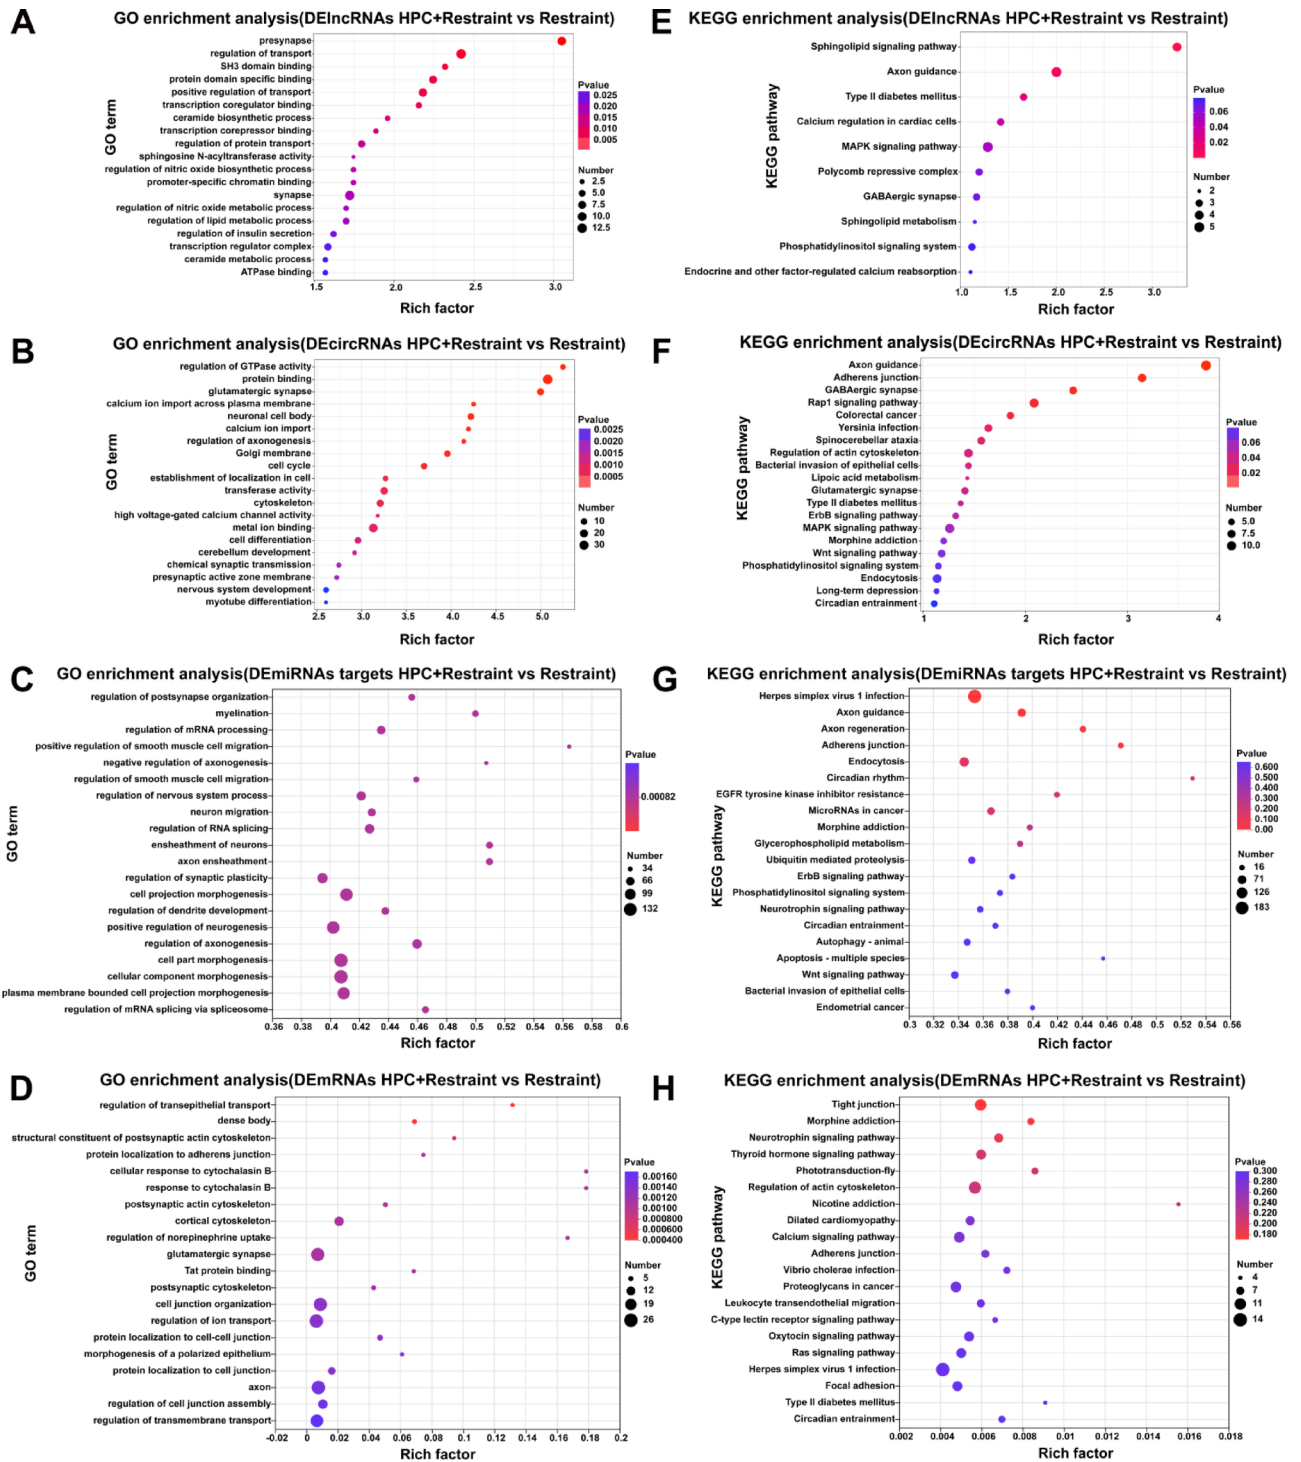 A
GO enrichment analysis(DElncRNAs HPC+Restraint vs Restraint)
GO term
presynapse
regulation of transport
SH3 domain binding
protein domain specific binding
positive regulation of transport
transcription coregulator binding
ceramide biosynthetic process
transcription corepressor binding
regulation of protein transport
sphingosine N-acyltransferase activity
regulation of nitric oxide biosynthetic process
promoter-specific chromatin binding
synapse
regulation of nitric oxide metabolic process
regulation of lipid metabolic process
regulation of insulin secretion
transcription regulator complex
ceramide metabolic process
ATPase binding
1.5 2.0 2.5 3.0
Rich factor
Pvalue
0.025
0.020
0.015
0.010
0.005
Number
2.5
5.0
7.5
10.0
12.5
E
KEGG enrichment analysis(DElncRNAs HPC+Restraint vs Restraint)
KEGG pathway
Sphingolipid signaling pathway
Axon guidance
Type II diabetes mellitus
Calcium regulation in cardiac cells
MAPK signaling pathway
Polycomb repressive complex
GABAergic synapse
Sphingolipid metabolism
Phosphatidylinositol signaling system
Endocrine and other factor-regulated calcium reabsorption
1.0 1.5 2.0 2.5 3.0
Rich factor
Pvalue
0.06
0.04
0.02
Number
2
3
4
5
B
GO enrichment analysis(DEcircRNAs HPC+Restraint vs Restraint)
GO term
regulation of GTPase activity
protein binding
glutamatergic synapse
calcium ion import across plasma membrane
neuronal cell body
calcium ion import
regulation of axonogenesis
Golgi membrane
cell cycle
establishment of localization in cell
transferase activity
cytoskeleton
high voltage-gated calcium channel activity
metal ion binding
cell differentiation
cerebellum development
chemical synaptic transmission
presynaptic active zone membrane
nervous system development
myotube differentiation
2.5 3.0 3.5 4.0 4.5 5.0
Rich factor
Pvalue
0.0025
0.0020
0.0015
0.0010
0.0005
Number
10
20
30
F
KEGG enrichment analysis(DEcircRNAs HPC+Restraint vs Restraint)
KEGG pathway
Axon guidance
Adherens junction
GABAergic synapse
Rap1 signaling pathway
Colorectal cancer
Yersinia infection
Spinocerebellar ataxia
Regulation of actin cytoskeleton
Bacterial invasion of epithelial cells
Lipoic acid metabolism
Glutamatergic synapse
Type II diabetes mellitus
ErbB signaling pathway
MAPK signaling pathway
Morphine addiction
Wnt signaling pathway
Phosphatidylinositol signaling system
Endocytosis
Long-term depression
Circadian entrainment
1 2 3 4
Rich factor
Pvalue
0.06
0.04
0.02
Number
5.0
7.5
10.0
C
GO enrichment analysis(DEmiRNAs targets HPC+Restraint vs Restraint)
GO term
regulation of postsynapse organization
myelination
regulation of mRNA processing
positive regulation of smooth muscle cell migration
negative regulation of axonogenesis
regulation of smooth muscle cell migration
regulation of nervous system process
neuron migration
regulation of RNA splicing
ensheathment of neurons
axon ensheathment
regulation of synaptic plasticity
cell projection morphogenesis
regulation of dendrite development
positive regulation of neurogenesis
regulation of axonogenesis
cell part morphogenesis
cellular component morphogenesis
plasma membrane bounded cell projection morphogenesis
regulation of mRNA splicing via spliceosome
0.36 0.38 0.4 0.42 0.44 0.46 0.48 0.5 0.52 0.54 0.56 0.58 0.6
Rich factor
Pvalue
0.00082
Number
34
66
99
132
G
KEGG enrichment analysis(DEmiRNAs targets HPC+Restraint vs Restraint)
KEGG pathway
Herpes simplex virus 1 infection
Axon guidance
Axon regeneration
Adherens junction
Endocytosis
Circadian rhythm
EGFR tyrosine kinase inhibitor resistance
MicroRNAs in cancer
Morphine addiction
Glycerophospholipid metabolism
Ubiquitin mediated proteolysis
ErbB signaling pathway
Phosphatidylinositol signaling system
Neurotrophin signaling pathway
Circadian entrainment
Autophagy - animal
Apoptosis - multiple species
Wnt signaling pathway
Bacterial invasion of epithelial cells
Endometrial cancer
0.3 0.32 0.34 0.36 0.38 0.4 0.42 0.44 0.46 0.48 0.5 0.52 0.54 0.56
Rich factor
Pvalue
0.600
0.500
0.400
0.300
0.200
0.100
0.00
Number
16
71
126
183
D
GO enrichment analysis(DEmRNAs HPC+Restraint vs Restraint)
GO term
regulation of transepithelial transport
dense body
structural constituent of postsynaptic actin cytoskeleton
protein localization to adherens junction
cellular response to cytochalasin B
response to cytochalasin B
postsynaptic actin cytoskeleton
cortical cytoskeleton
regulation of norepinephrine uptake
glutamatergic synapse
Tat protein binding
postsynaptic cytoskeleton
cell junction organization
regulation of ion transport
protein localization to cell-cell junction
morphogenesis of a polarized epithelium
protein localization to cell junction
axon
regulation of cell junction assembly
regulation of transmembrane transport
-0.02 0 0.02 0.04 0.06 0.08 0.1 0.12 0.14 0.16 0.18 0.2
Rich factor
Pvalue
0.00160
0.00140
0.00120
0.00100
0.000800
0.000600
0.000400
Number
5
12
19
26
H
KEGG enrichment analysis(DEmRNAs HPC+Restraint vs Restraint)
KEGG pathway
Tight junction
Morphine addiction
Neurotrophin signaling pathway
Thyroid hormone signaling pathway
Phototransduction-fly
Regulation of actin cytoskeleton
Nicotine addiction
Dilated cardiomyopathy
Calcium signaling pathway
Adherens junction
Vibrio cholerae infection
Proteoglycans in cancer
Leukocyte transendothelial migration
C-type lectin receptor signaling pathway
Oxytocin signaling pathway
Ras signaling pathway
Herpes simplex virus 1 infection
Focal adhesion
Type II diabetes mellitus
Circadian entrainment
0.002 0.004 0.006 0.008 0.01 0.012 0.014 0.016 0.018
Rich factor
Pvalue
0.300
0.280
0.260
0.240
0.220
0.200
0.180
Number
4
7
11
14